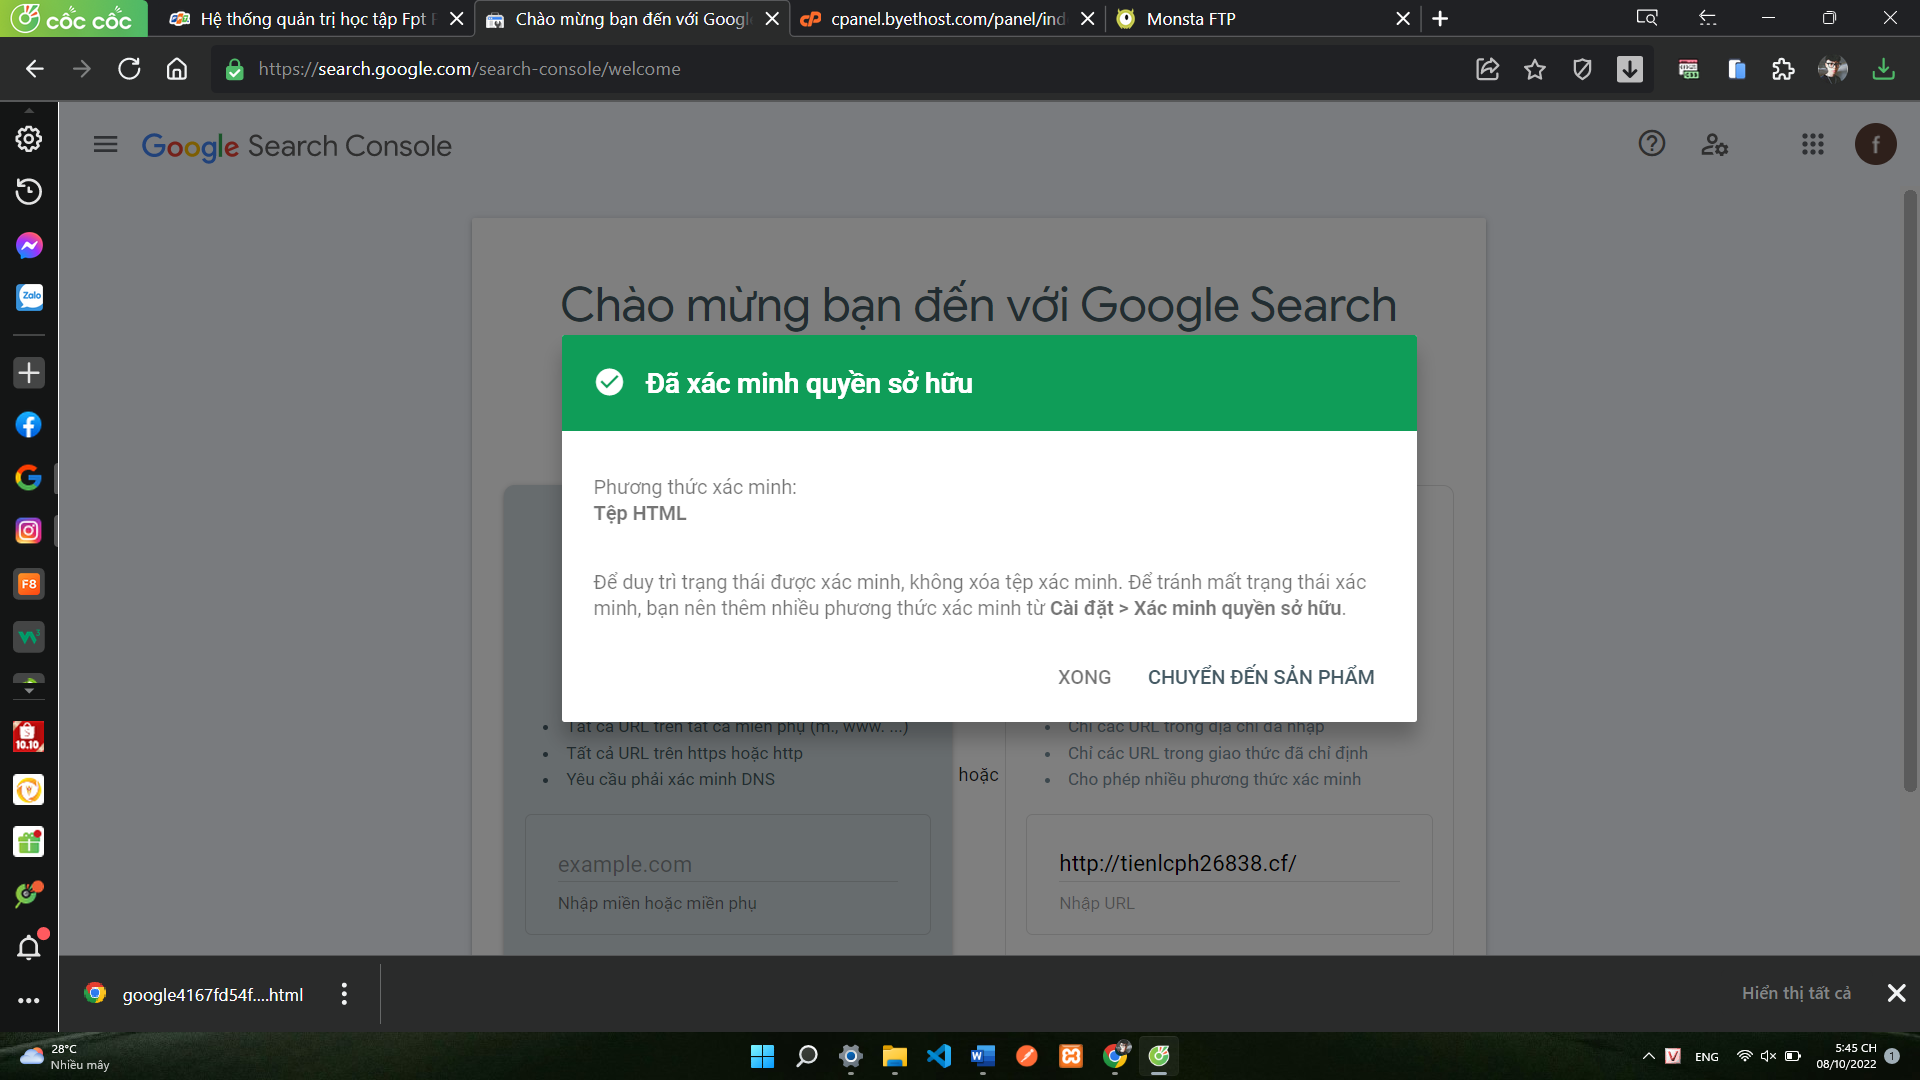 cốc cốc
Hệ thống quản trị học tập Fpt
Chào mừng bạn đến với Googl
cpanel.byethost.com/panel/ind
Monsta FTP
https://search.google.com/search-console/welcome
Google Search Console
f
Zalo
F8
10.10
Chào mừng bạn đến với Google Search
Đã xác minh quyền sở hữu
Phương thức xác minh:
Tệp HTML
Để duy trì trạng thái được xác minh, không xóa tệp xác minh. Để tránh mất trạng thái xác
minh, bạn nên thêm nhiều phương thức xác minh từ Cài đặt > Xác minh quyền sở hữu.
XONG
CHUYỂN ĐẾN SẢN PHẨM
• Tất cả URL trên tất cả miền phụ (m., www. ...)
• Tất cả URL trên https hoặc http
• Yêu cầu phải xác minh DNS
hoặc
• Chỉ các URL trong địa chỉ đã nhập
• Chỉ các URL trong giao thức đã chỉ định
• Cho phép nhiều phương thức xác minh
example.com
Nhập miền hoặc miền phụ
http://tienlcph26838.cf/
Nhập URL
google4167fd54f....html
Hiển thị tất cả
28°C
Nhiều mây
V
ENG
5:45 CH
08/10/2022
1